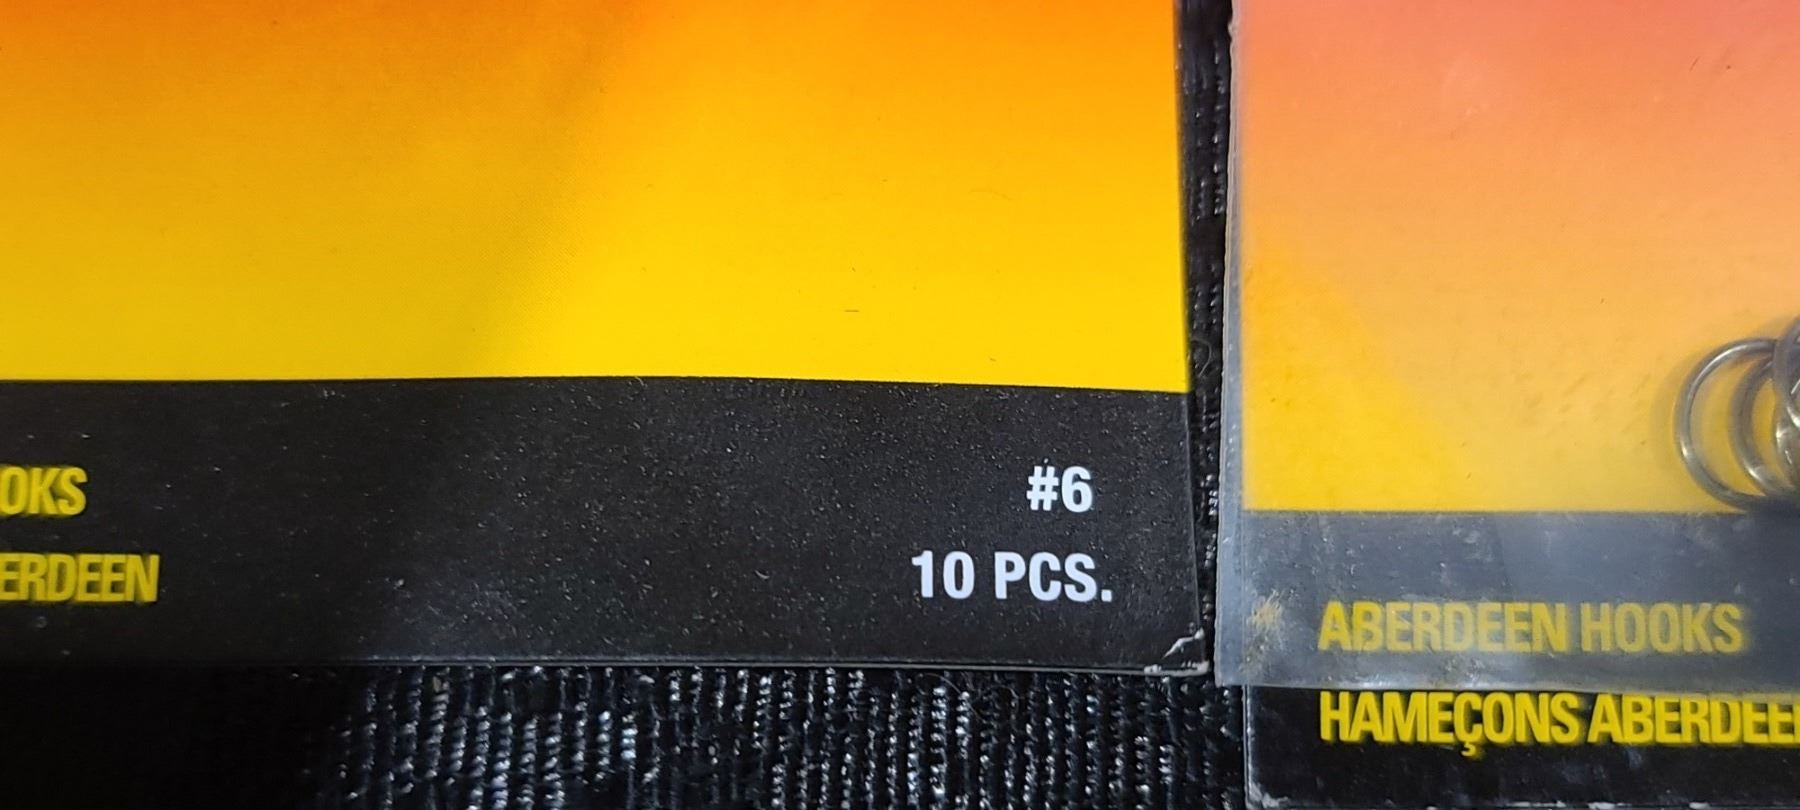 OKS
ERDEEN
#6
10 PCS.
ABERDEEN HOOKS
HAMEÇONS ABERDEE